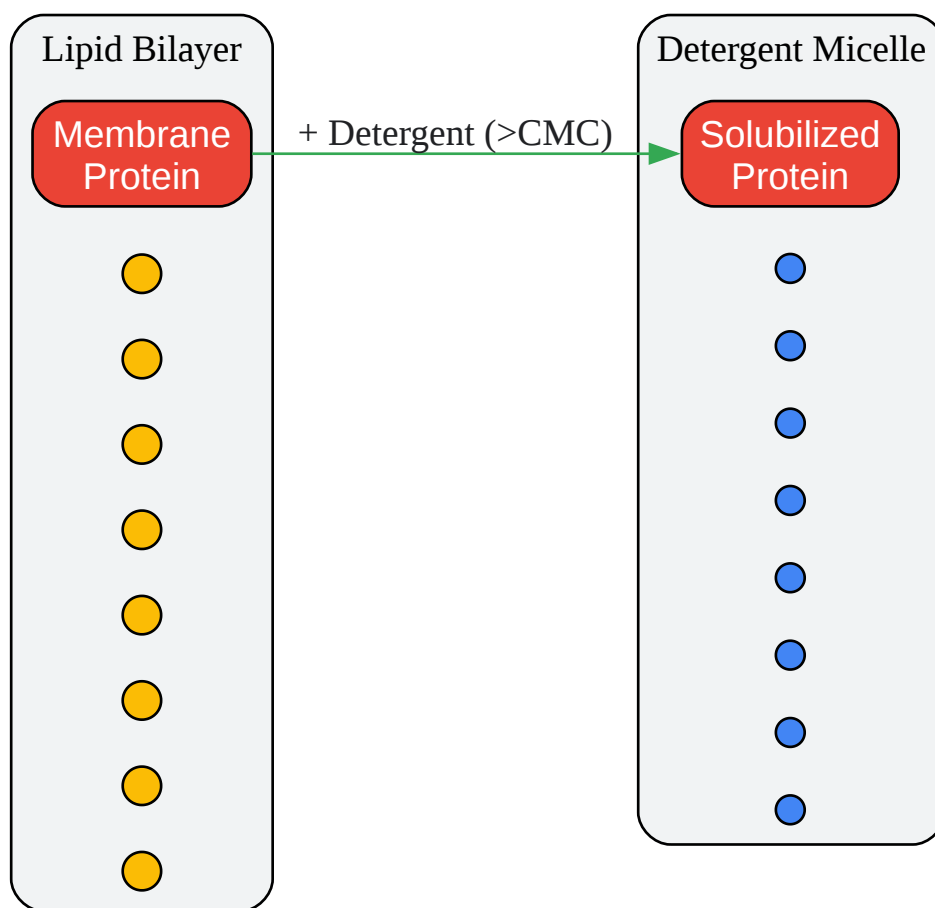 Lipid Bilayer
Detergent Micelle
Membrane
Protein
+ Detergent (>CMC)
Solubilized
Protein